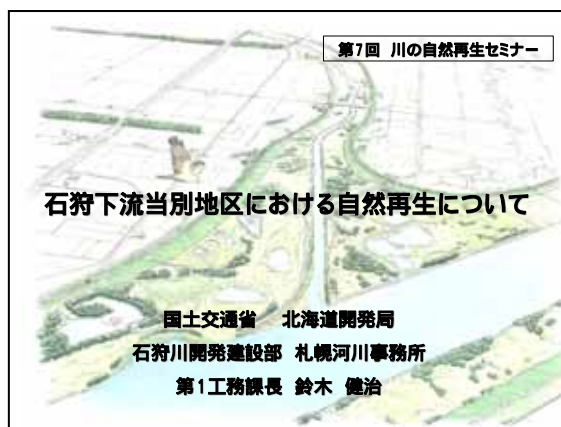 第7回 川の自然再生セミナー
石狩下流当別地区における自然再生について
国土交通省 北海道開発局
石狩川開発建設部 札幌河川事務所
第1工務課長 鈴木 健治